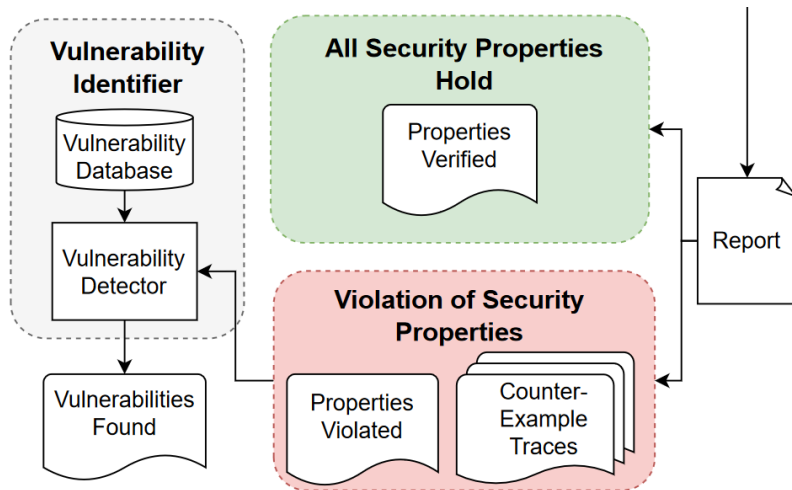 Vulnerability
Identifier
Vulnerability
Database
Vulnerability
Detector
Vulnerabilities
Found
All Security Properties
Hold
Properties
Verified
Violation of Security
Properties
Properties
Violated
Counter-
Example
Traces
Report